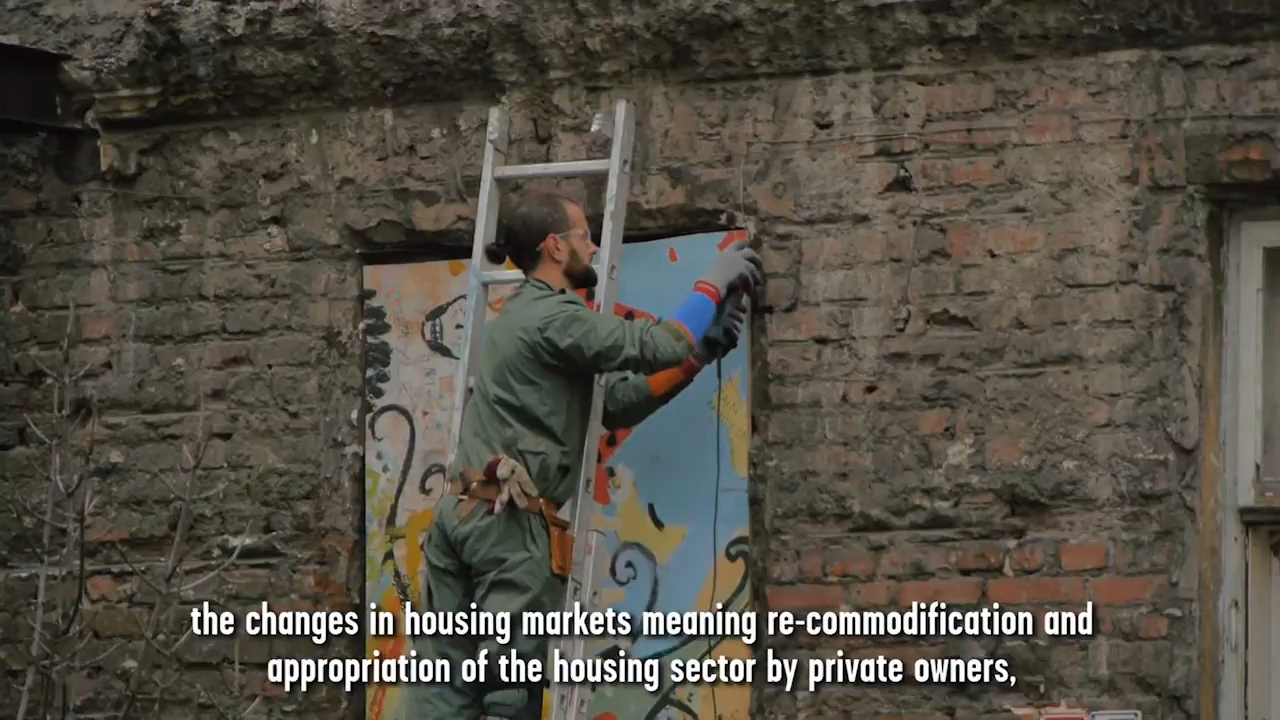 the changes in housing markets meaning re-commodification and
appropriation of the housing sector by private owners,